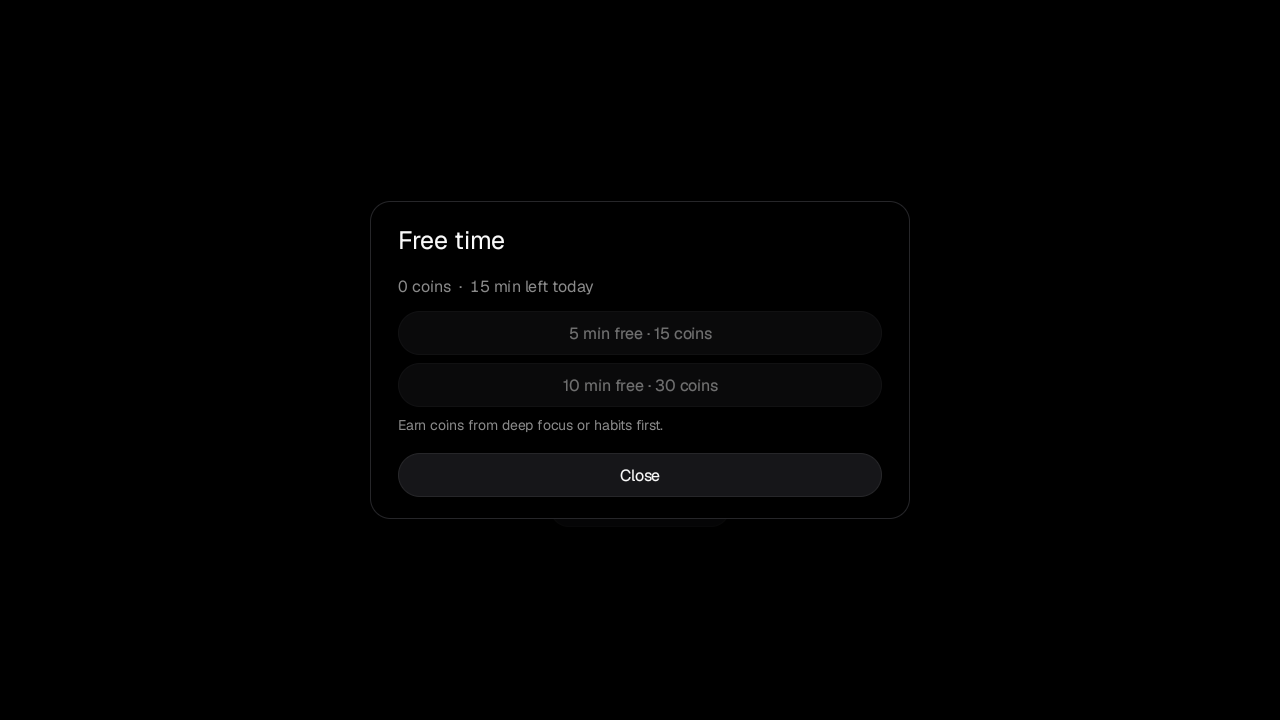 Free time
0 coins · 15 min left today
5 min free · 15 coins
10 min free · 30 coins
Earn coins from deep focus or habits first.
Close